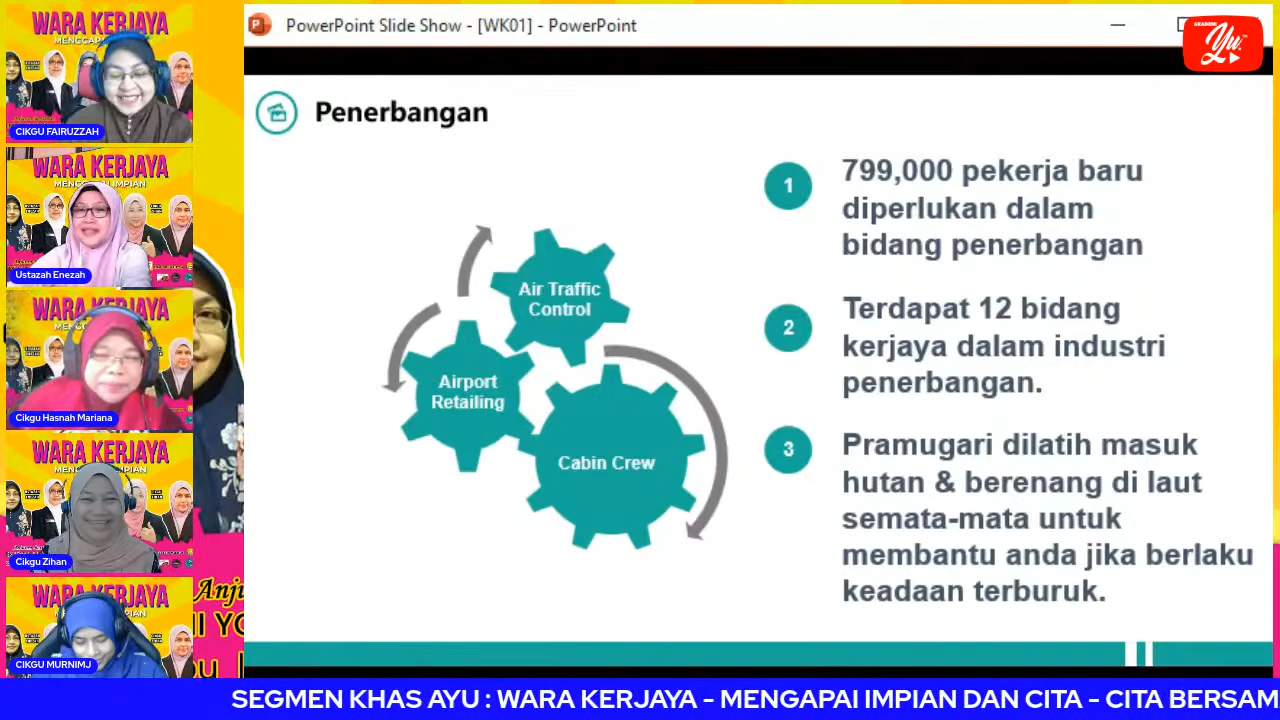 PowerPoint Slide Show - [WK01] - PowerPoint
AKADEMI
Yu
Penerbangan
Air Traffic
Control
Airport
Retailing
Cabin Crew
1
799,000 pekerja baru
diperlukan dalam
bidang penerbangan
2
Terdapat 12 bidang
kerjaya dalam industri
penerbangan.
3
Pramugari dilatih masuk
hutan & berenang di laut
semata-mata untuk
membantu anda jika berlaku
keadaan terburuk.
WARA KERJAYA
CIKGU FAIRUZZAH
WARA KERJAYA
Ustazah Enezah
WARA KERJAYA
Cikgu Hasnah Mariana
WARA KERJAYA
Cikgu Zihan
WARA KERJAYA
CIKGU MURNIMJ
Anju
SEGMEN KHAS AYU : WARA KERJAYA - MENGAPAI IMPIAN DAN CITA - CITA BERSAM